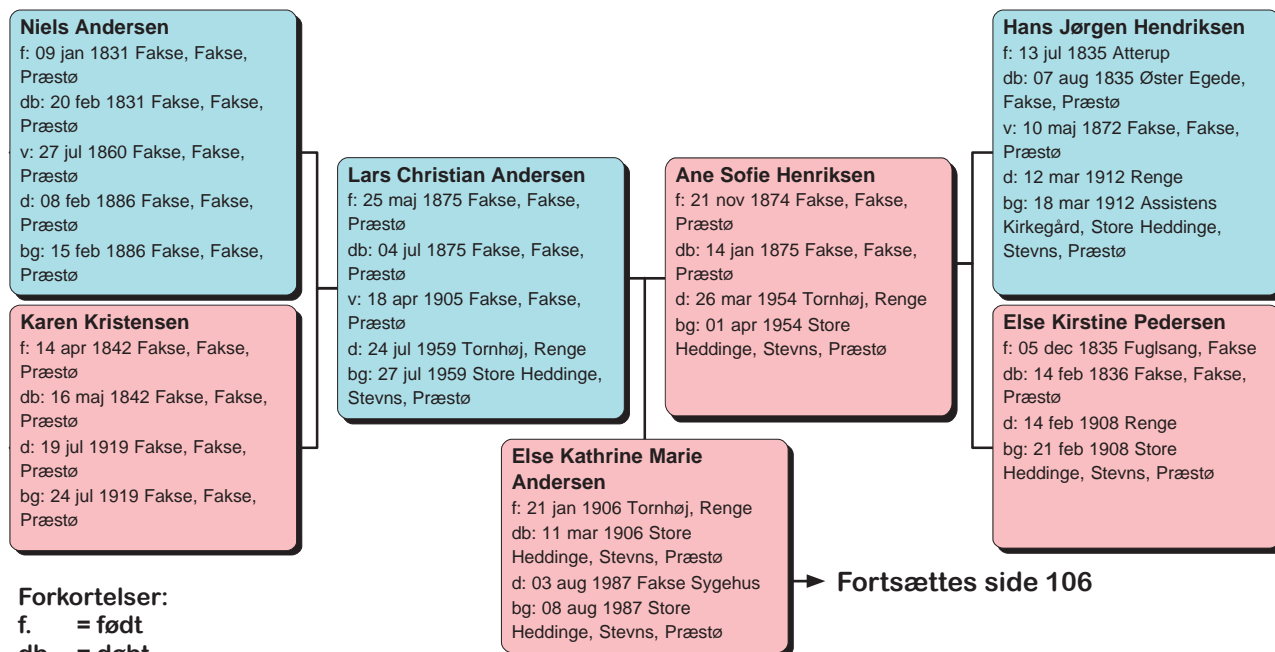 Niels Andersen
f: 09 jan 1831 Fakse, Fakse,
Præstø
db: 20 feb 1831 Fakse, Fakse,
Præstø
v: 27 jul 1860 Fakse, Fakse,
Præstø
d: 08 feb 1886 Fakse, Fakse,
Præstø
bg: 15 feb 1886 Fakse, Fakse,
Præstø
Karen Kristensen
f: 14 apr 1842 Fakse, Fakse,
Præstø
db: 16 maj 1842 Fakse, Fakse,
Præstø
d: 19 jul 1919 Fakse, Fakse,
Præstø
bg: 24 jul 1919 Fakse, Fakse,
Præstø
Lars Christian Andersen
f: 25 maj 1875 Fakse, Fakse,
Præstø
db: 04 jul 1875 Fakse, Fakse,
Præstø
v: 18 apr 1905 Fakse, Fakse,
Præstø
d: 24 jul 1959 Tornhøj, Renge
bg: 27 jul 1959 Store Heddinge,
Stevns, Præstø
Ane Sofie Henriksen
f: 21 nov 1874 Fakse, Fakse,
Præstø
db: 14 jan 1875 Fakse, Fakse,
Præstø
d: 26 mar 1954 Tornhøj, Renge
bg: 01 apr 1954 Store
Heddinge, Stevns, Præstø
Hans Jørgen Hendriksen
f: 13 jul 1835 Atterup
db: 07 aug 1835 Øster Egede,
Fakse, Præstø
v: 10 maj 1872 Fakse, Fakse,
Præstø
d: 12 mar 1912 Renge
bg: 18 mar 1912 Assistens
Kirkegård, Store Heddinge,
Stevns, Præstø
Else Kirstine Pedersen
f: 05 dec 1835 Fuglsang, Fakse
db: 14 feb 1836 Fakse, Fakse,
Præstø
d: 14 feb 1908 Renge
bg: 21 feb 1908 Store
Heddinge, Stevns, Præstø
Else Kathrine Marie
Andersen
f: 21 jan 1906 Tornhøj, Renge
db: 11 mar 1906 Store
Heddinge, Stevns, Præstø
d: 03 aug 1987 Fakse Sygehus
bg: 08 aug 1987 Store
Heddinge, Stevns, Præstø
Fortsættes side 106
Forkortelser:
f. = født
db. = døbt